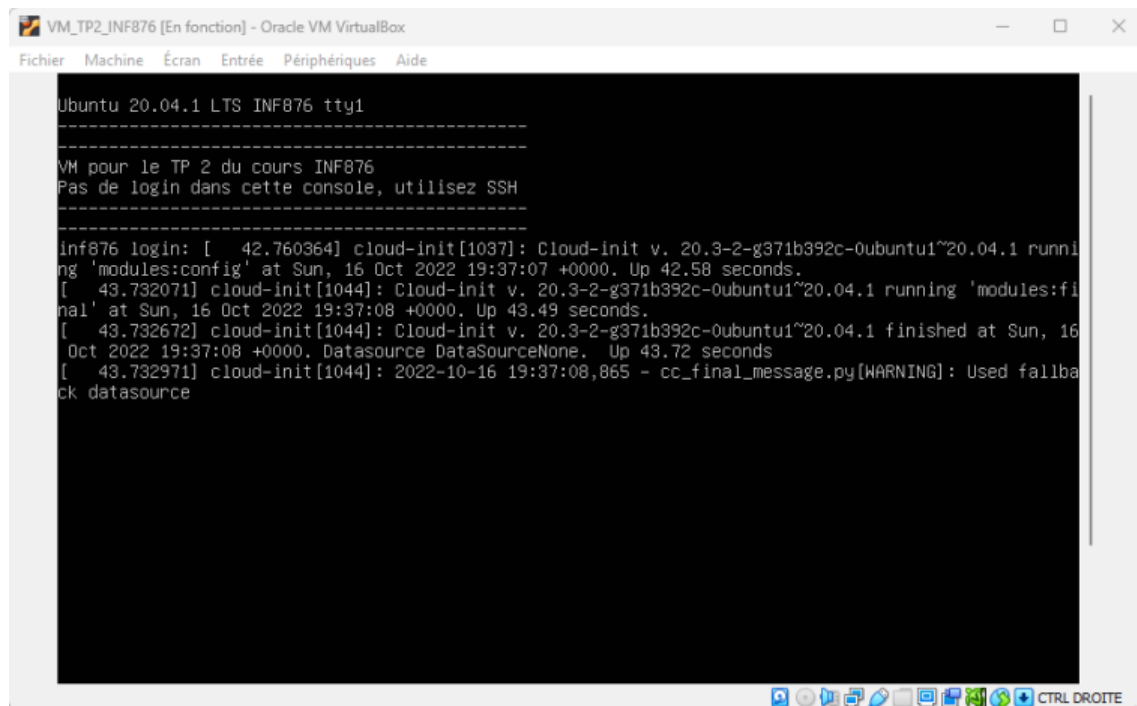 VM_TP2_INF876 [En fonction] - Oracle VM VirtualBox
Fichier Machine Écran Entrée Périphériques Aide
Ubuntu 20.04.1 LTS INF876 tty1
----------------------------------------------
----------------------------------------------
VM pour le TP 2 du cours INF876
Pas de login dans cette console, utilisez SSH
----------------------------------------------
----------------------------------------------
inf876 login: [   42.760364] cloud-init[1037]: Cloud-init v. 20.3-2-g371b392c-0ubuntu1~20.04.1 runni
ng 'modules:config' at Sun, 16 Oct 2022 19:37:07 +0000. Up 42.58 seconds.
[   43.732071] cloud-init[1044]: Cloud-init v. 20.3-2-g371b392c-0ubuntu1~20.04.1 running 'modules:fi
nal' at Sun, 16 Oct 2022 19:37:08 +0000. Up 43.49 seconds.
[   43.732672] cloud-init[1044]: Cloud-init v. 20.3-2-g371b392c-0ubuntu1~20.04.1 finished at Sun, 16
 Oct 2022 19:37:08 +0000. Datasource DataSourceNone.  Up 43.72 seconds
[   43.732971] cloud-init[1044]: 2022-10-16 19:37:08,865 - cc_final_message.py[WARNING]: Used fallba
ck datasource
CTRL DROITE